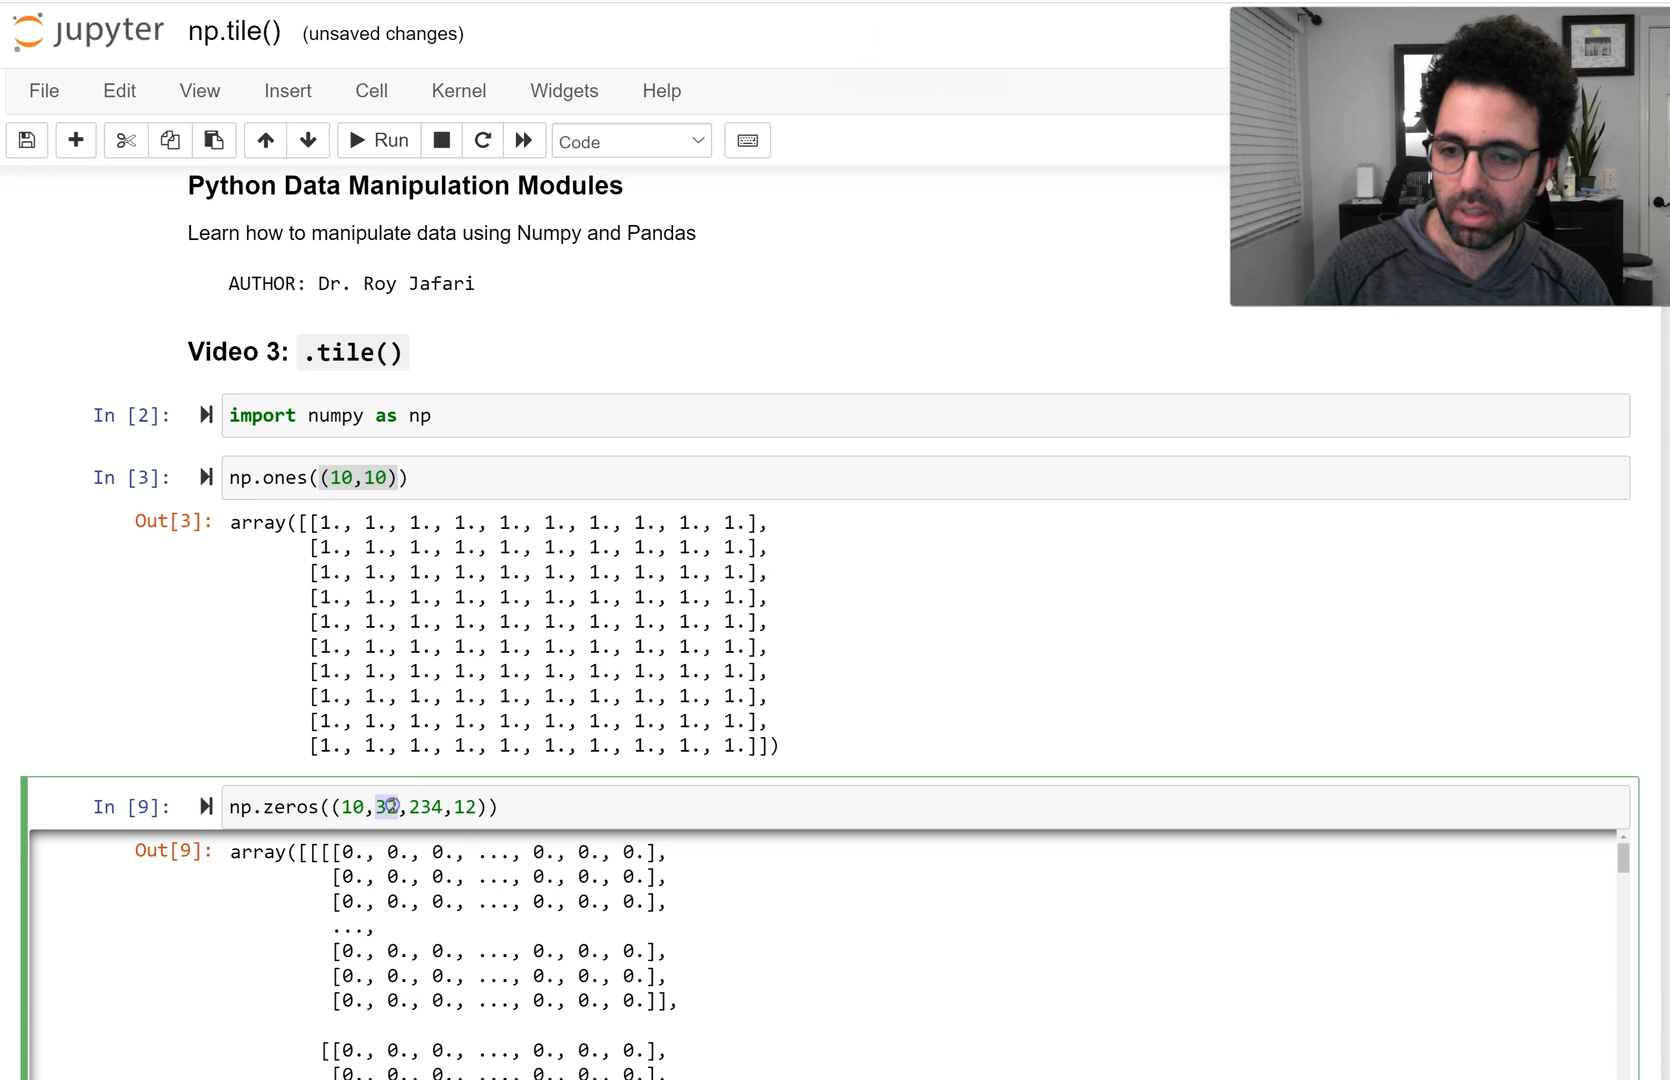 jupyter np.tile() (unsaved changes)
File Edit View Insert Cell Kernel Widgets Help
Run Code
Python Data Manipulation Modules
Learn how to manipulate data using Numpy and Pandas
AUTHOR: Dr. Roy Jafari
Video 3: .tile()
In [2]: import numpy as np
In [3]: np.ones((10,10))
Out[3]: array([[1., 1., 1., 1., 1., 1., 1., 1., 1., 1.],
[1., 1., 1., 1., 1., 1., 1., 1., 1., 1.],
[1., 1., 1., 1., 1., 1., 1., 1., 1., 1.],
[1., 1., 1., 1., 1., 1., 1., 1., 1., 1.],
[1., 1., 1., 1., 1., 1., 1., 1., 1., 1.],
[1., 1., 1., 1., 1., 1., 1., 1., 1., 1.],
[1., 1., 1., 1., 1., 1., 1., 1., 1., 1.],
[1., 1., 1., 1., 1., 1., 1., 1., 1., 1.],
[1., 1., 1., 1., 1., 1., 1., 1., 1., 1.],
[1., 1., 1., 1., 1., 1., 1., 1., 1., 1.]])
In [9]: np.zeros((10,32,234,12))
Out[9]: array([[[[0., 0., 0., ..., 0., 0., 0.],
[0., 0., 0., ..., 0., 0., 0.],
[0., 0., 0., ..., 0., 0., 0.],
...,
[0., 0., 0., ..., 0., 0., 0.],
[0., 0., 0., ..., 0., 0., 0.],
[0., 0., 0., ..., 0., 0., 0.]],
[[0., 0., 0., ..., 0., 0., 0.],
[0., 0., 0., ..., 0., 0., 0.],